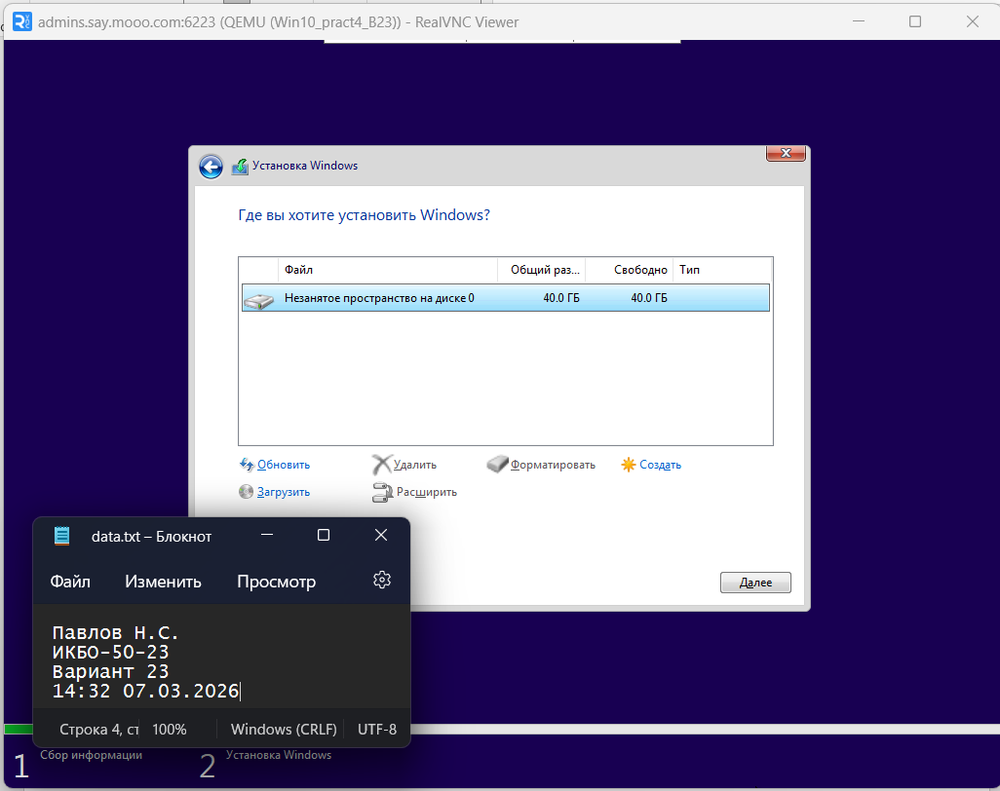 admins.say.mooo.com:6223 (QEMU (Win10_pract4_B23)) - RealVNC Viewer
Установка Windows
Где вы хотите установить Windows?
Файл Общий раз... Свободно Тип
Незанятое пространство на диске 0 40.0 ГБ 40.0 ГБ
Обновить Удалить Форматировать Создать
Загрузить Расширить
Далее
data.txt – Блокнот
Файл Изменить Просмотр
Павлов Н.С.
ИКБО-50-23
Вариант 23
14:32 07.03.2026
Строка 4, ст 100% Windows (CRLF) UTF-8
1 Сбор информации 2 Установка Windows